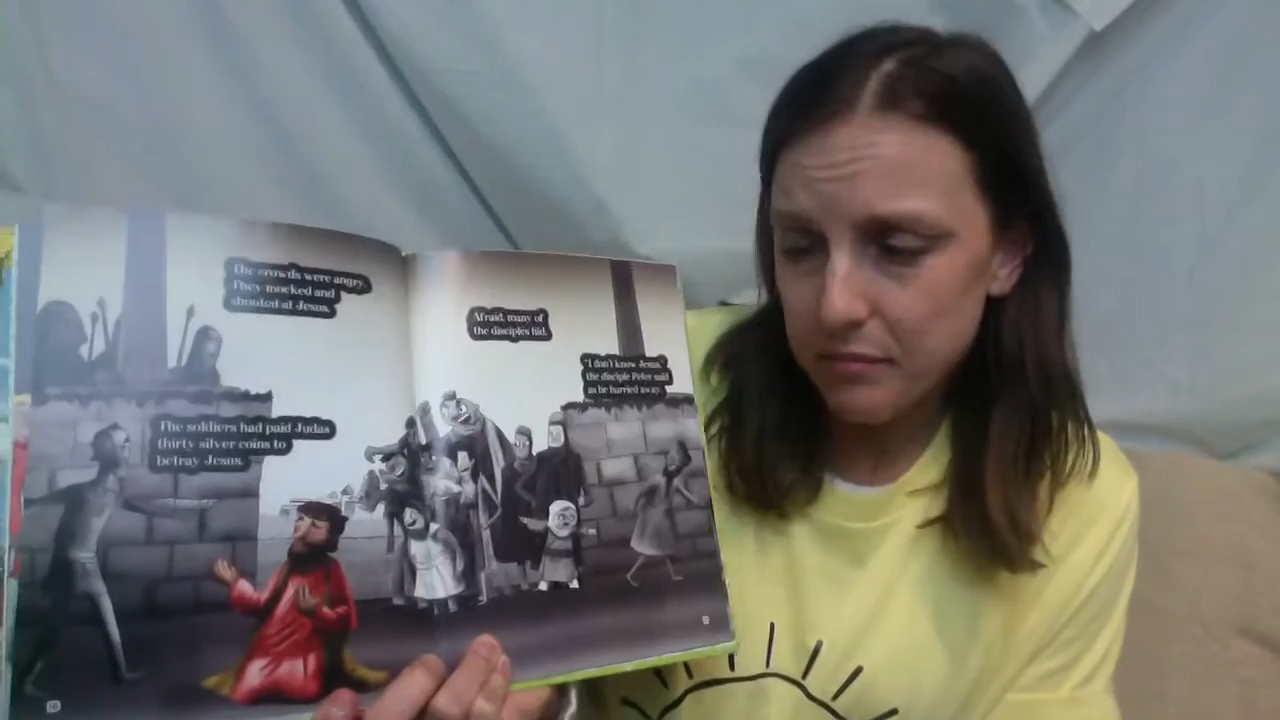 The crowds were angry.
They mocked and
shouted at Jesus.
The soldiers had paid Judas
thirty silver coins to
betray Jesus.
16
Afraid, many of
the disciples hid.
"I don't know Jesus,"
the disciple Peter said
as he hurried away.